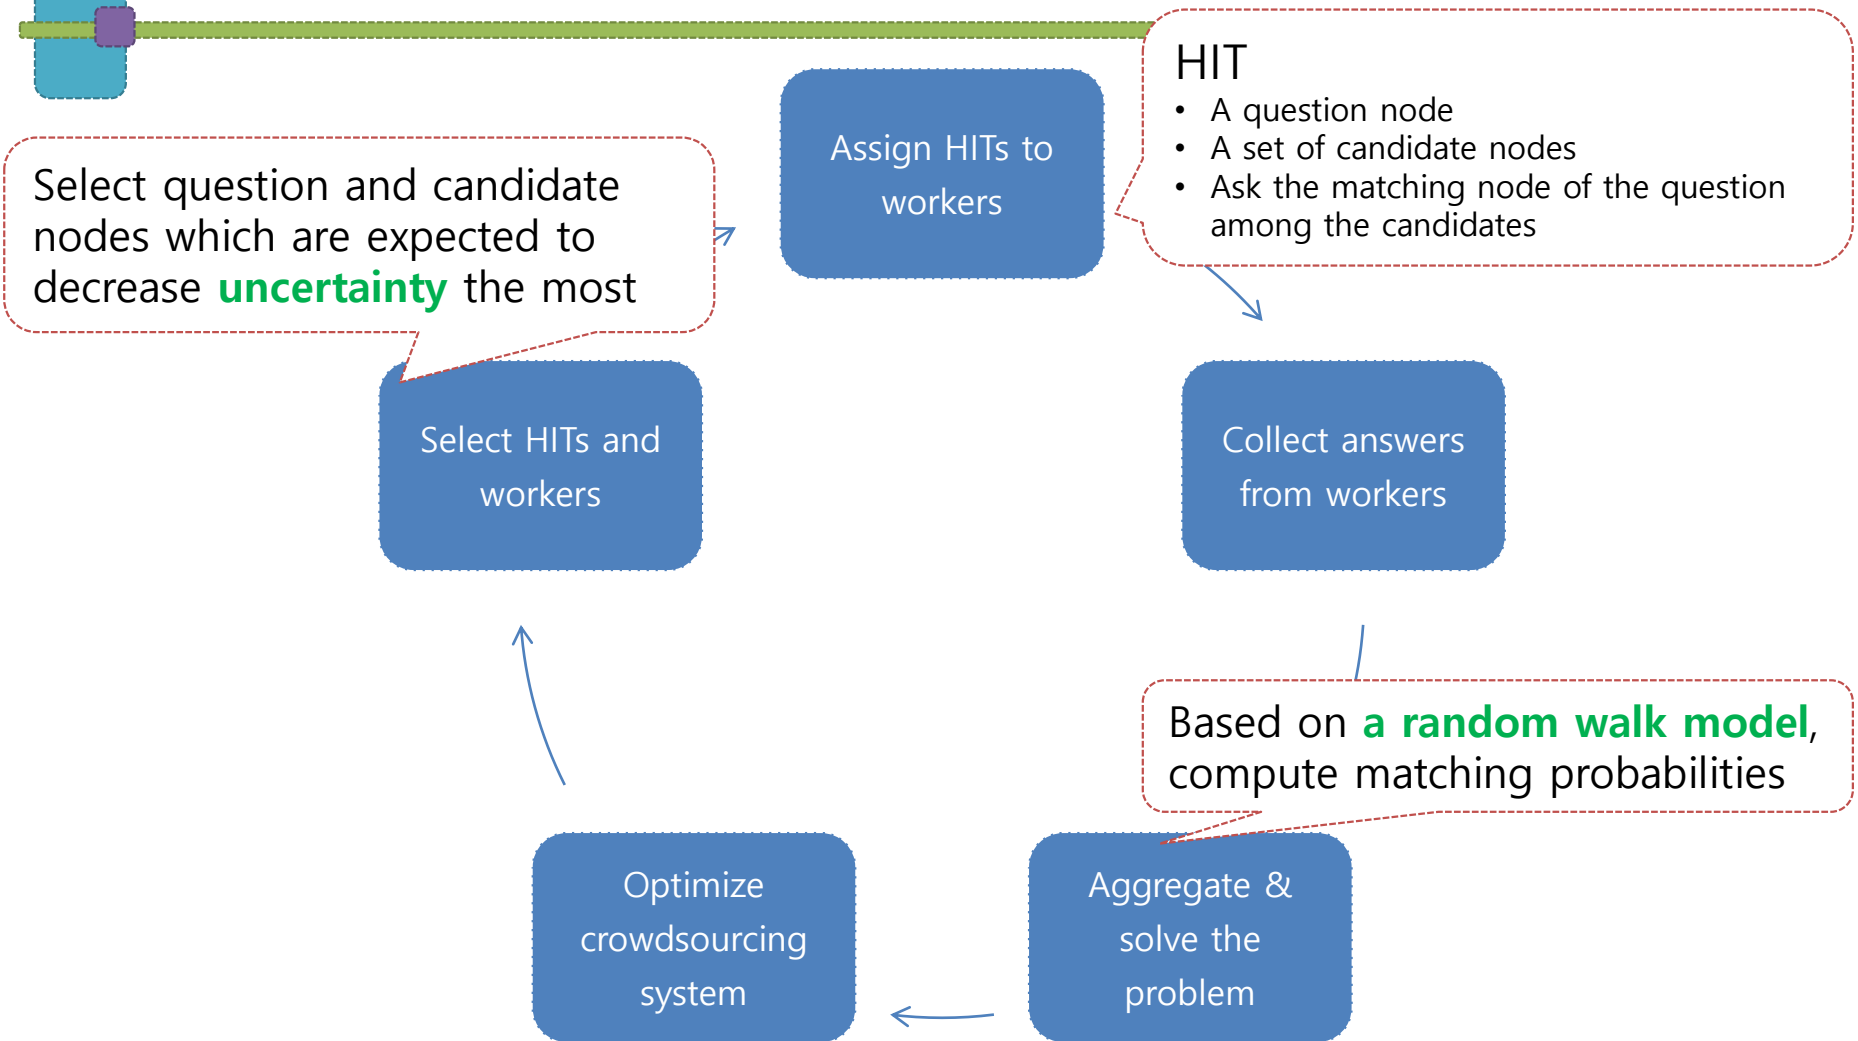 HIT
• A question node
• A set of candidate nodes
• Ask the matching node of the question
among the candidates
Assign HITs to
workers
Select question and candidate
nodes which are expected to
decrease uncertainty the most
Select HITs and
workers
Collect answers
from workers
Based on a random walk model,
compute matching probabilities
Optimize
crowdsourcing
system
Aggregate &
solve the
problem